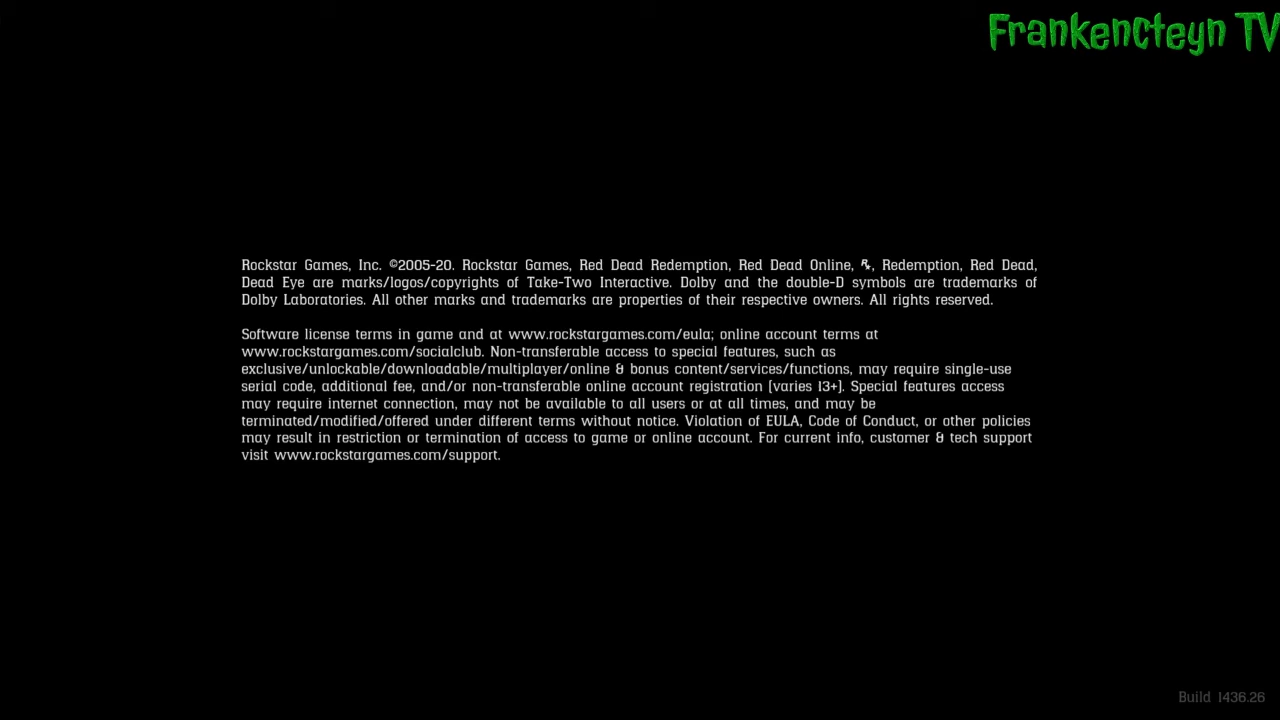 Frankencteyn TV
Rockstar Games, Inc. ©2005-20. Rockstar Games, Red Dead Redemption, Red Dead Online, R*, Redemption, Red Dead,
Dead Eye are marks/logos/copyrights of Take-Two Interactive. Dolby and the double-D symbols are trademarks of
Dolby Laboratories. All other marks and trademarks are properties of their respective owners. All rights reserved.
Software license terms in game and at www.rockstargames.com/eula; online account terms at
www.rockstargames.com/socialclub. Non-transferable access to special features, such as
exclusive/unlockable/downloadable/multiplayer/online & bonus content/services/functions, may require single-use
serial code, additional fee, and/or non-transferable online account registration (varies 13+). Special features access
may require internet connection, may not be available to all users or at all times, and may be
terminated/modified/offered under different terms without notice. Violation of EULA, Code of Conduct, or other policies
may result in restriction or termination of access to game or online account. For current info, customer & tech support
visit www.rockstargames.com/support.
Build 1436.26